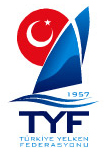 1957
TYF
TÜRKİYE YELKEN
FEDERASYONU